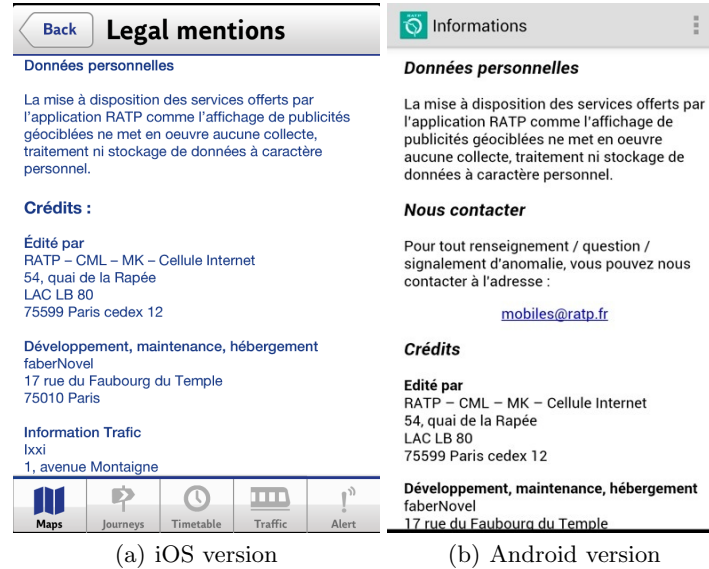 Back
Legal mentions
Données personnelles
La mise à disposition des services offerts par
l'application RATP comme l'affichage de publicités
géociblées ne met en oeuvre aucune collecte,
traitement ni stockage de données à caractère
personnel.
Crédits :
Édité par
RATP – CML – MK – Cellule Internet
54, quai de la Rapée
LAC LB 80
75599 Paris cedex 12
Développement, maintenance, hébergement
faberNovel
17 rue du Faubourg du Temple
75010 Paris
Information Trafic
Ixxi
1, avenue Montaigne
Maps
Journeys
Timetable
Traffic
Alert
(a) iOS version
RATP
Informations
Données personnelles
La mise à disposition des services offerts par
l'application RATP comme l'affichage de
publicités géociblées ne met en oeuvre
aucune collecte, traitement ni stockage de
données à caractère personnel.
Nous contacter
Pour tout renseignement / question /
signalement d'anomalie, vous pouvez nous
contacter à l'adresse :
mobiles@ratp.fr
Crédits
Edité par
RATP – CML – MK – Cellule Internet
54, quai de la Rapée
LAC LB 80
75599 Paris cedex 12
Développement, maintenance, hébergement
faberNovel
17 rue du Faubourg du Temple
(b) Android version